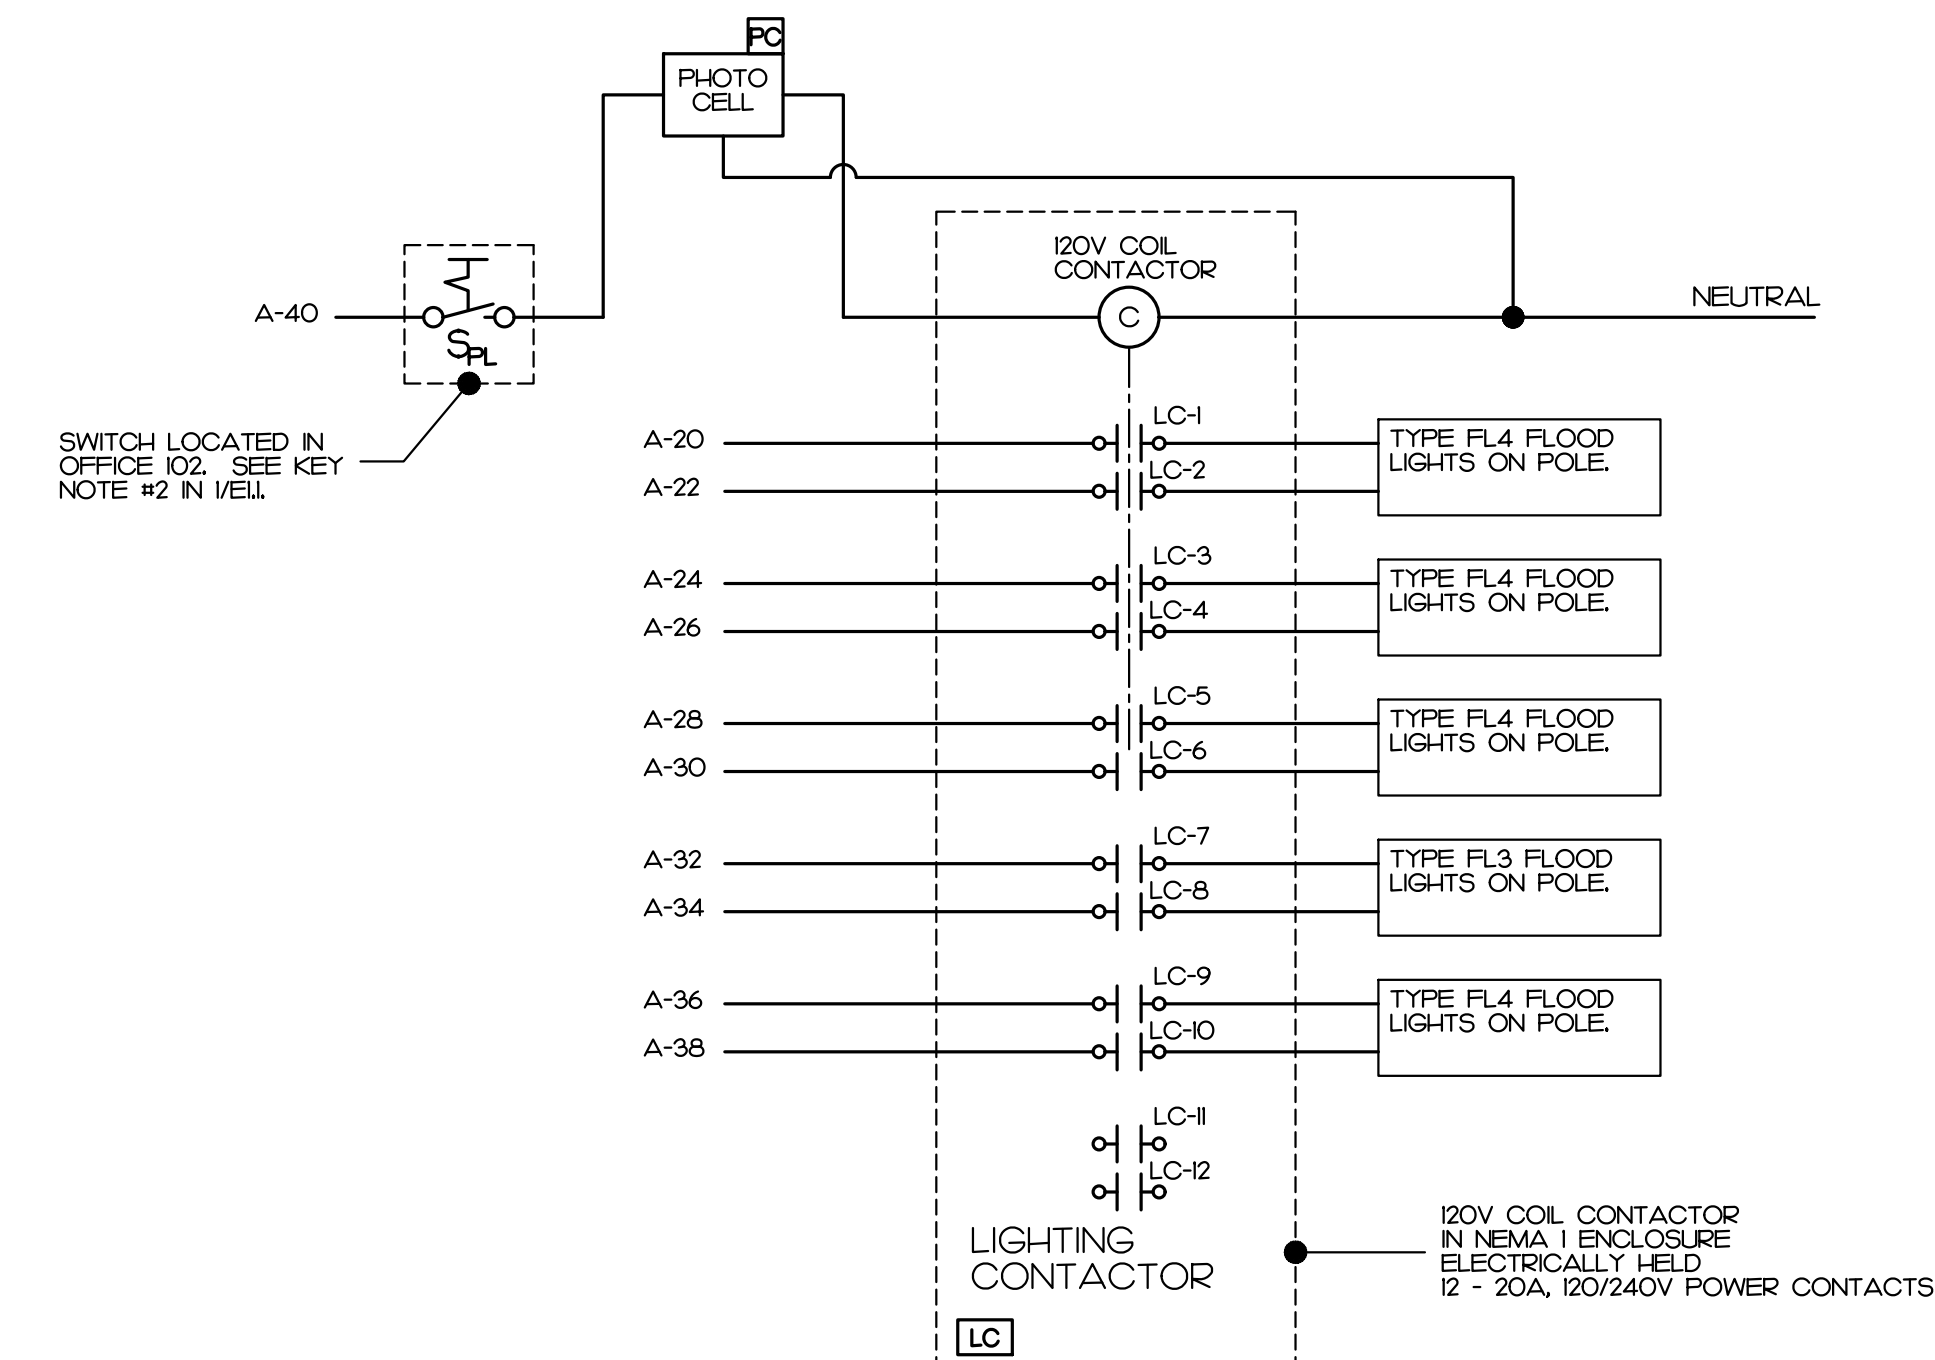 PC
PHOTO
CELL
120V COIL
CONTACTOR
C
NEUTRAL
A-40
SPL
SWITCH LOCATED IN
OFFICE 102. SEE KEY
NOTE #2 IN 1/E1.1.
A-20
LC-1
TYPE FL4 FLOOD
LIGHTS ON POLE.
A-22
LC-2
A-24
LC-3
TYPE FL4 FLOOD
LIGHTS ON POLE.
A-26
LC-4
A-28
LC-5
TYPE FL4 FLOOD
LIGHTS ON POLE.
A-30
LC-6
A-32
LC-7
TYPE FL3 FLOOD
LIGHTS ON POLE.
A-34
LC-8
A-36
LC-9
TYPE FL4 FLOOD
LIGHTS ON POLE.
A-38
LC-10
LC-11
LC-12
LIGHTING
CONTACTOR
LC
120V COIL CONTACTOR
IN NEMA 1 ENCLOSURE
ELECTRICALLY HELD
12 - 20A, 120/240V POWER CONTACTS